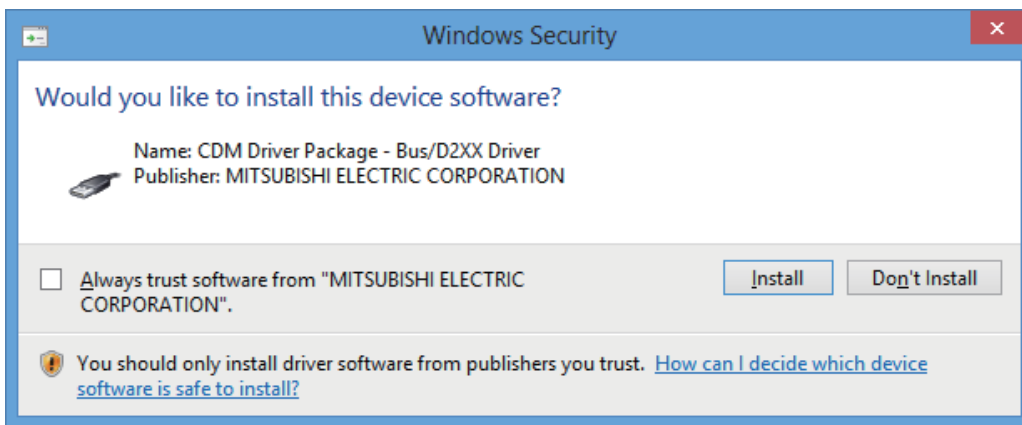 Windows Security
Would you like to install this device software?
Name: CDM Driver Package - Bus/D2XX Driver
Publisher: MITSUBISHI ELECTRIC CORPORATION
Always trust software from "MITSUBISHI ELECTRIC
CORPORATION".
Install
Don't Install
You should only install driver software from publishers you trust. How can I decide which device
software is safe to install?